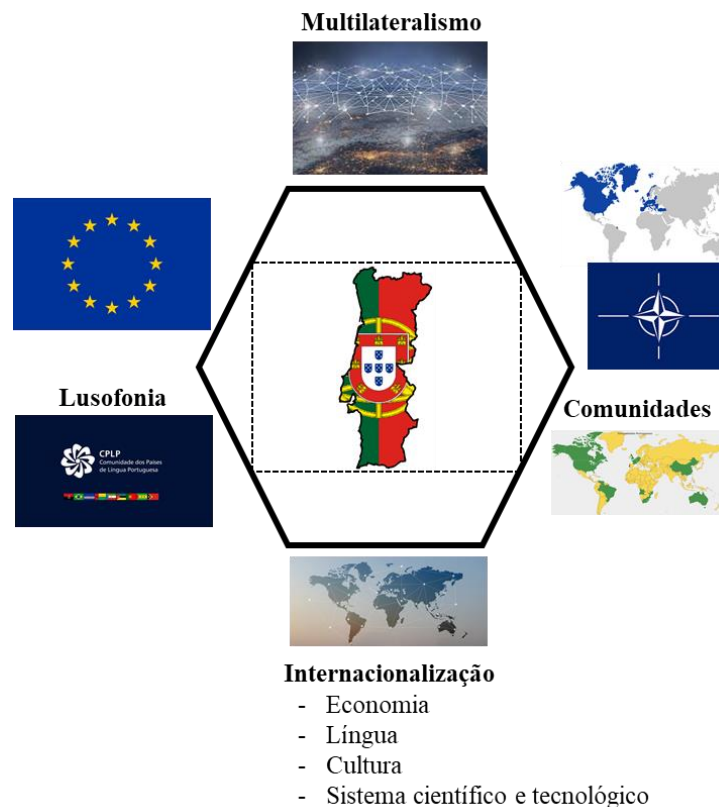 Multilateralismo
Lusofonia
CPLP
Comunidade dos Países
de Língua Portuguesa
Comunidades
Internacionalização
- Economia
- Língua
- Cultura
- Sistema científico e tecnológico